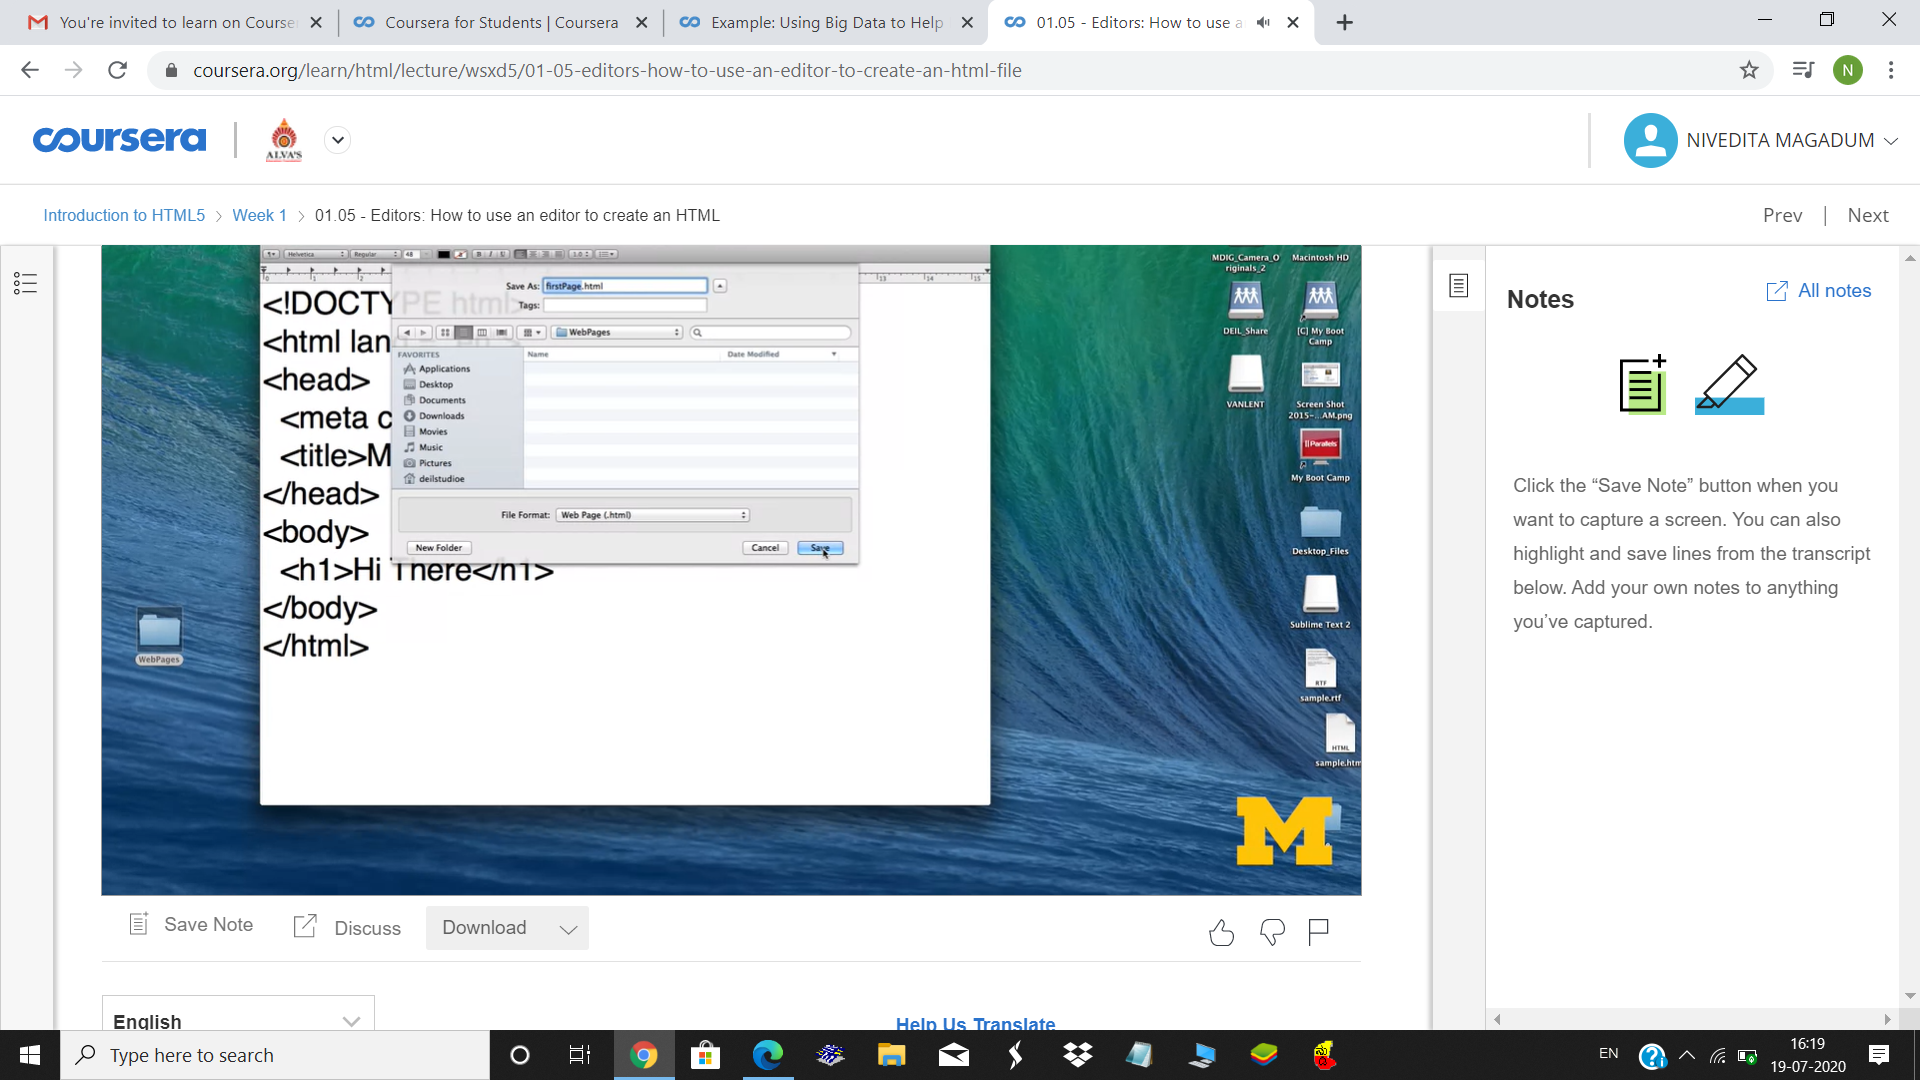 You're invited to learn on Course
Coursera for Students | Coursera
Example: Using Big Data to Help
01.05 - Editors: How to use a
coursera.org/learn/html/lecture/wsxd5/01-05-editors-how-to-use-an-editor-to-create-an-html-file
N
coursera
ALVA'S
NIVEDITA MAGADUM
Introduction to HTML5 > Week 1 > 01.05 - Editors: How to use an editor to create an HTML
Prev | Next
Helvetica Regular 48 B I U 1.0
Save As: firstPage.html
Tags:
WebPages
FAVORITES
Applications
Desktop
Documents
Downloads
Movies
Music
Pictures
deilstudioe
Name Date Modified
File Format: Web Page (.html)
New Folder Cancel Save
<!DOCTYPE html>
<html lan
<head>
<meta c
<title>M
</head>
<body>
<h1>Hi There</h1>
</body>
</html>
WebPages
MDIG_Camera_O
riginals_2
Macintosh HD
DEIL_Share
[C] My Boot
Camp
VANLENT
Screen Shot
2015-...AM.png
|| Parallels
My Boot Camp
Desktop_Files
Sublime Text 2
RTF
sample.rtf
HTML
sample.htm
M
Notes
All notes
Click the “Save Note” button when you
want to capture a screen. You can also
highlight and save lines from the transcript
below. Add your own notes to anything
you’ve captured.
Save Note
Discuss
Download
English
Help Us Translate
Type here to search
EN
16:19
19-07-2020